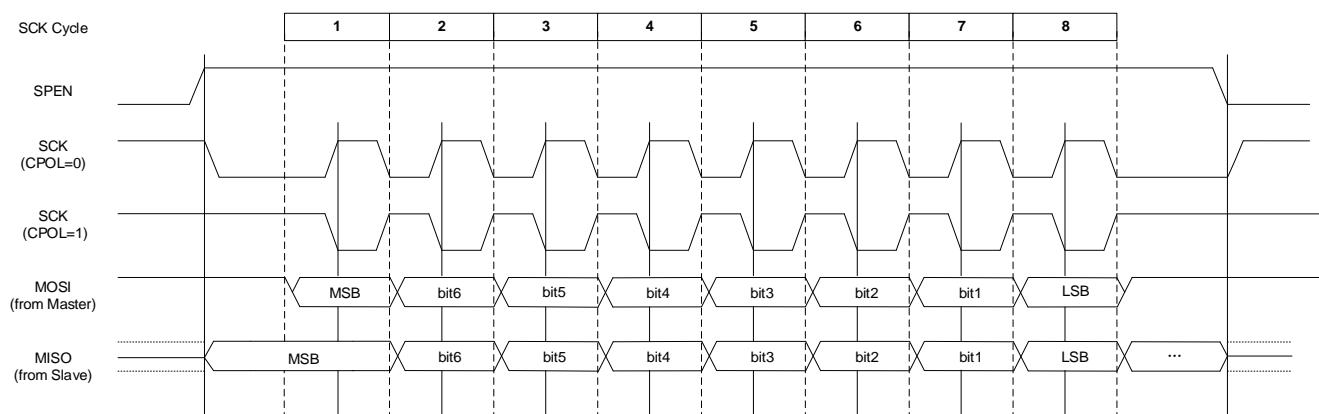 SCK Cycle 1 2 3 4 5 6 7 8
SPEN
SCK
(CPOL=0)
SCK
(CPOL=1)
MOSI
(from Master)
MSB bit6 bit5 bit4 bit3 bit2 bit1 LSB
MISO
(from Slave)
MSB bit6 bit5 bit4 bit3 bit2 bit1 LSB ...